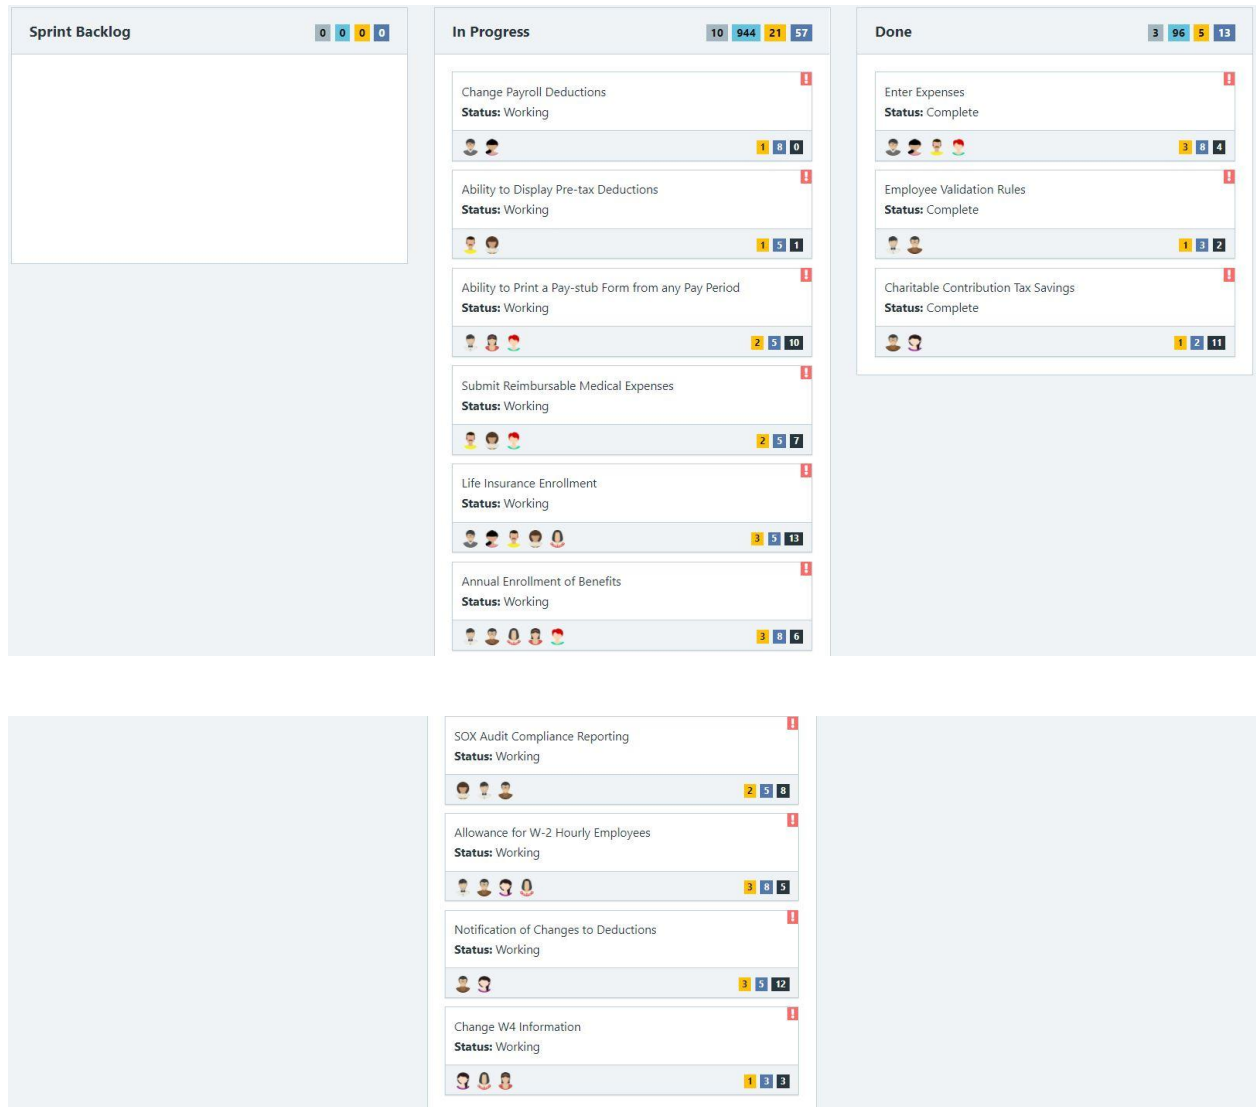 Sprint Backlog 0 0 0 0
In Progress 10 944 21 57
Change Payroll Deductions
Status: Working
1 8 0
Ability to Display Pre-tax Deductions
Status: Working
1 5 1
Ability to Print a Pay-stub Form from any Pay Period
Status: Working
2 5 10
Submit Reimbursable Medical Expenses
Status: Working
2 5 7
Life Insurance Enrollment
Status: Working
3 5 13
Annual Enrollment of Benefits
Status: Working
3 8 6
Done 3 96 5 13
Enter Expenses
Status: Complete
3 8 4
Employee Validation Rules
Status: Complete
1 3 2
Charitable Contribution Tax Savings
Status: Complete
1 2 11
SOX Audit Compliance Reporting
Status: Working
2 5 8
Allowance for W-2 Hourly Employees
Status: Working
3 8 5
Notification of Changes to Deductions
Status: Working
3 5 12
Change W4 Information
Status: Working
1 3 3